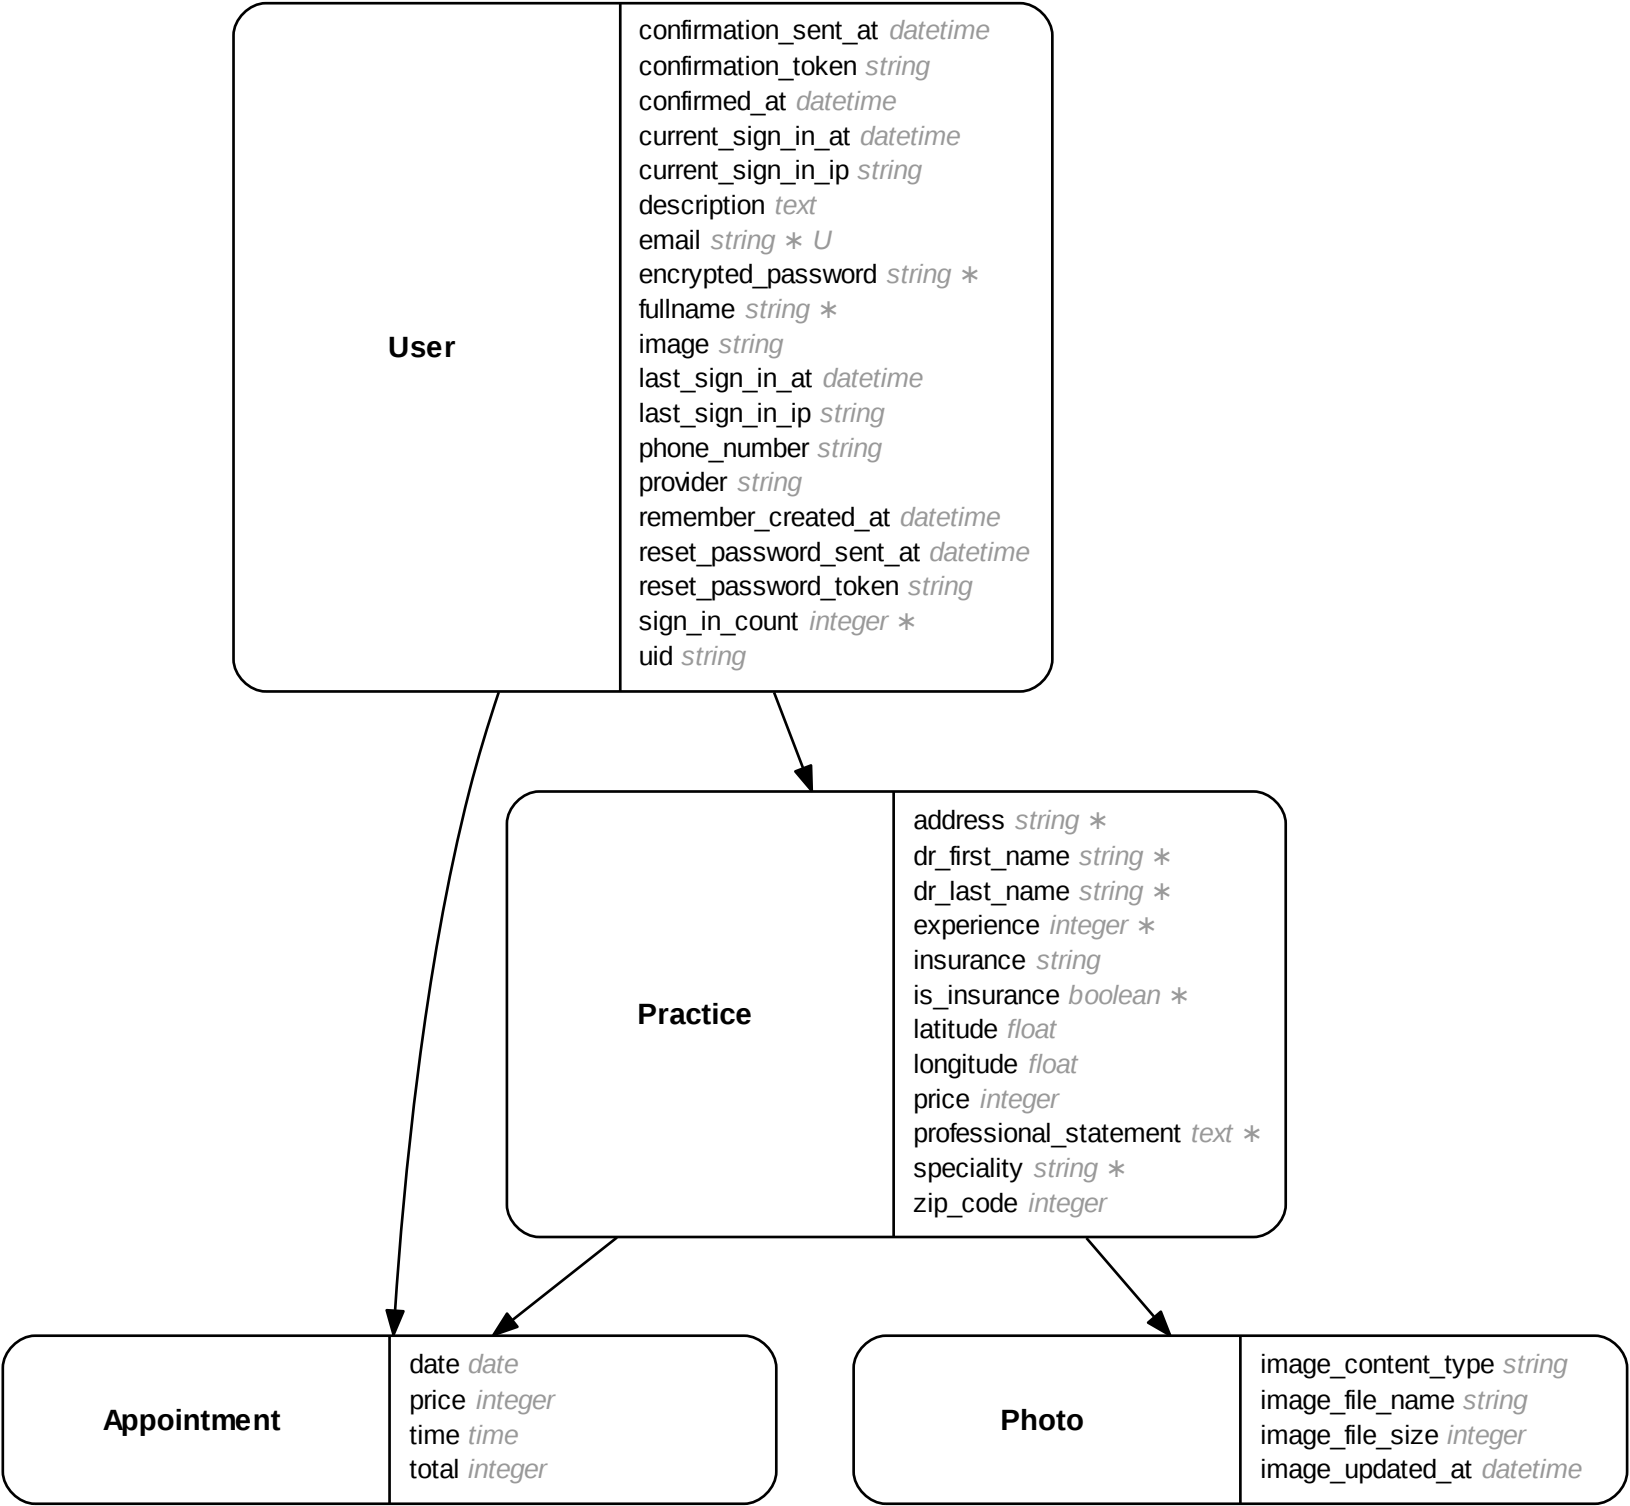 User
confirmation_sent_at datetime
confirmation_token string
confirmed_at datetime
current_sign_in_at datetime
current_sign_in_ip string
description text
email string ∗ U
encrypted_password string ∗
fullname string ∗
image string
last_sign_in_at datetime
last_sign_in_ip string
phone_number string
provider string
remember_created_at datetime
reset_password_sent_at datetime
reset_password_token string
sign_in_count integer ∗
uid string
Practice
address string ∗
dr_first_name string ∗
dr_last_name string ∗
experience integer ∗
insurance string
is_insurance boolean ∗
latitude float
longitude float
price integer
professional_statement text ∗
speciality string ∗
zip_code integer
Appointment
date date
price integer
time time
total integer
Photo
image_content_type string
image_file_name string
image_file_size integer
image_updated_at datetime